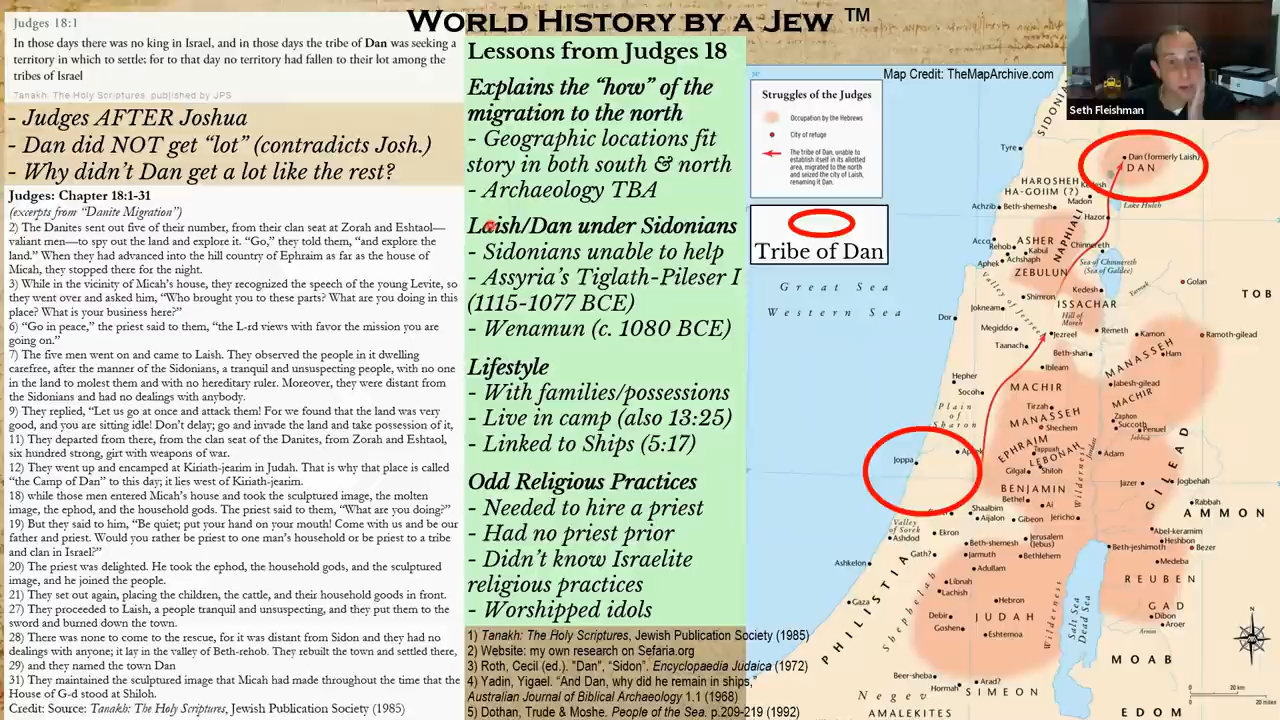 WORLD HISTORY BY A JEW ™
Judges 18:1
In those days there was no king in Israel, and in those days the tribe of Dan was seeking a
territory in which to settle; for to that day no territory had fallen to their lot among the
tribes of Israel
Tanakh: The Holy Scriptures, published by JPS
- Judges AFTER Joshua
- Dan did NOT get “lot” (contradicts Josh.)
- Why didn’t Dan get a lot like the rest?
Judges: Chapter 18:1-31
(excerpts from “Danite Migration”)
2) The Danites sent out five of their number, from their clan seat at Zorah and Eshtaol—
valiant men—to spy out the land and explore it. “Go,” they told them, “and explore the
land.” When they had advanced into the hill country of Ephraim as far as the house of
Micah, they stopped there for the night.
3) While in the vicinity of Micah’s house, they recognized the speech of the young Levite, so
they went over and asked him, “Who brought you to these parts? What are you doing in this
place? What is your business here?”
6) “Go in peace,” the priest said to them, “the L-rd views with favor the mission you are
going on.”
7) The five men went on and came to Laish. They observed the people in it dwelling
carefree, after the manner of the Sidonians, a tranquil and unsuspecting people, with no one
in the land to molest them and with no hereditary ruler. Moreover, they were distant from
the Sidonians and had no dealings with anybody.
9) They replied, “Let us go at once and attack them! For we found that the land was very
good, and you are sitting idle! Don’t delay; go and invade the land and take possession of it,
11) They departed from there, from the clan seat of the Danites, from Zorah and Eshtaol,
six hundred strong, girt with weapons of war.
12) They went up and encamped at Kiriath-jearim in Judah. That is why that place is called
“the Camp of Dan” to this day; it lies west of Kiriath-jearim.
18) while those men entered Micah’s house and took the sculptured image, the molten
image, the ephod, and the household gods. The priest said to them, “What are you doing?”
19) But they said to him, “Be quiet; put your hand on your mouth! Come with us and be our
father and priest. Would you rather be priest to one man’s household or be priest to a tribe
and clan in Israel?”
20) The priest was delighted. He took the ephod, the household gods, and the sculptured
image, and he joined the people.
21) They set out again, placing the children, the cattle, and their household goods in front.
27) They proceeded to Laish, a people tranquil and unsuspecting, and they put them to the
sword and burned down the town.
28) There was none to come to the rescue, for it was distant from Sidon and they had no
dealings with anyone; it lay in the valley of Beth-rehob. They rebuilt the town and settled there,
29) and they named the town Dan
31) They maintained the sculptured image that Micah had made throughout the time that the
House of G-d stood at Shiloh.
Credit: Source: Tanakh: The Holy Scriptures, Jewish Publication Society (1985)
Lessons from Judges 18
Explains the “how” of the
migration to the north
- Geographic locations fit
story in both south & north
- Archaeology TBA
Laish/Dan under Sidonians
- Sidonians unable to help
- Assyria’s Tiglath-Pileser I
(1115-1077 BCE)
- Wenamun (c. 1080 BCE)
Lifestyle
- With families/possessions
- Live in camp (also 13:25)
- Linked to Ships (5:17)
Odd Religious Practices
- Needed to hire a priest
- Had no priest prior
- Didn’t know Israelite
religious practices
- Worshipped idols
1) Tanakh: The Holy Scriptures, Jewish Publication Society (1985)
2) Website: my own research on Sefaria.org
3) Roth, Cecil (ed.). “Dan”, “Sidon”. Encyclopaedia Judaica (1972)
4) Yadin, Yigael. “And Dan, why did he remain in ships,”
Australian Journal of Biblical Archaeology 1.1 (1968)
5) Dothan, Trude & Moshe. People of the Sea. p.209-219 (1992)
Map Credit: TheMapArchive.com
Seth Fleishman
Struggles of the Judges
Occupation by the Hebrews
City of refuge
The tribe of Dan, unable to
establish itself in its allotted
area, migrated to the north
and seized the city of Laish,
renaming it Dan.
Tribe of Dan
Great Sea
Western Sea
SIDONIA
Tyre
Dan (formerly Laish)
DAN
HAROSHEH
HA-GOIIM (?)
Kedesh
Madon
Lake Huleh
Achzib
Beth-shemesh
Hazor
NAPHTALI
Acco
ASHER
Rehob
Kabul
Aphek
Achshaph
Chinnereth
Sea of Chinnereth
(Sea of Galilee)
ZEBULUN
Valley of Jezreel
Shimron
Kedesh
Yarmuk
Golan
TOB
Jokneam
ISSACHAR
Hill of
Moreh
Dor
Megiddo
Jezreel
Remeth
Kamon
Ramoth-gilead
Taanach
Beth-shan
MANASSEH
Ham
Ibleam
Hepher
MACHIR
Jabesh-gilead
Socoh
MACHIR
Tirzah
Plain
of
Sharon
MANASSEH
Shechem
Zaphon
Succoth
Penuel
Jabbok
EPHRAIM
Tappuah
LEBONAH
Jordan
Adam
Joppa
Gilgal
Shiloh
GILEAD
BENJAMIN
Wilderness
Jazer
Jogbehah
Bethel
Ai
Rabbah
AMMON
Shaalbim
Aijalon
Gibeon
Jericho
Valley
of Sorek
Ekron
Abel-keramim
Ashdod
Beth-shemesh
Jerusalem
(Jebus)
Heshbon
Beth-jeshimoth
Bezer
Gath?
Jarmuth
Bethlehem
Ashkelon
Adullam
Medeba
PHILISTIA
Shephelah
Libnah
Lachish
REUBEN
Gaza
Hebron
Debir
JUDAH
Wilderness
Salt Sea
Dead Sea
GAD
Dibon
Goshen
Eshtemoa
Arnon
Aroer
N
MOAB
Beer-sheba
Arad?
Hormah
SIMEON
Negev
AMALEKITES
EDOM
0
20 km
0
20 miles